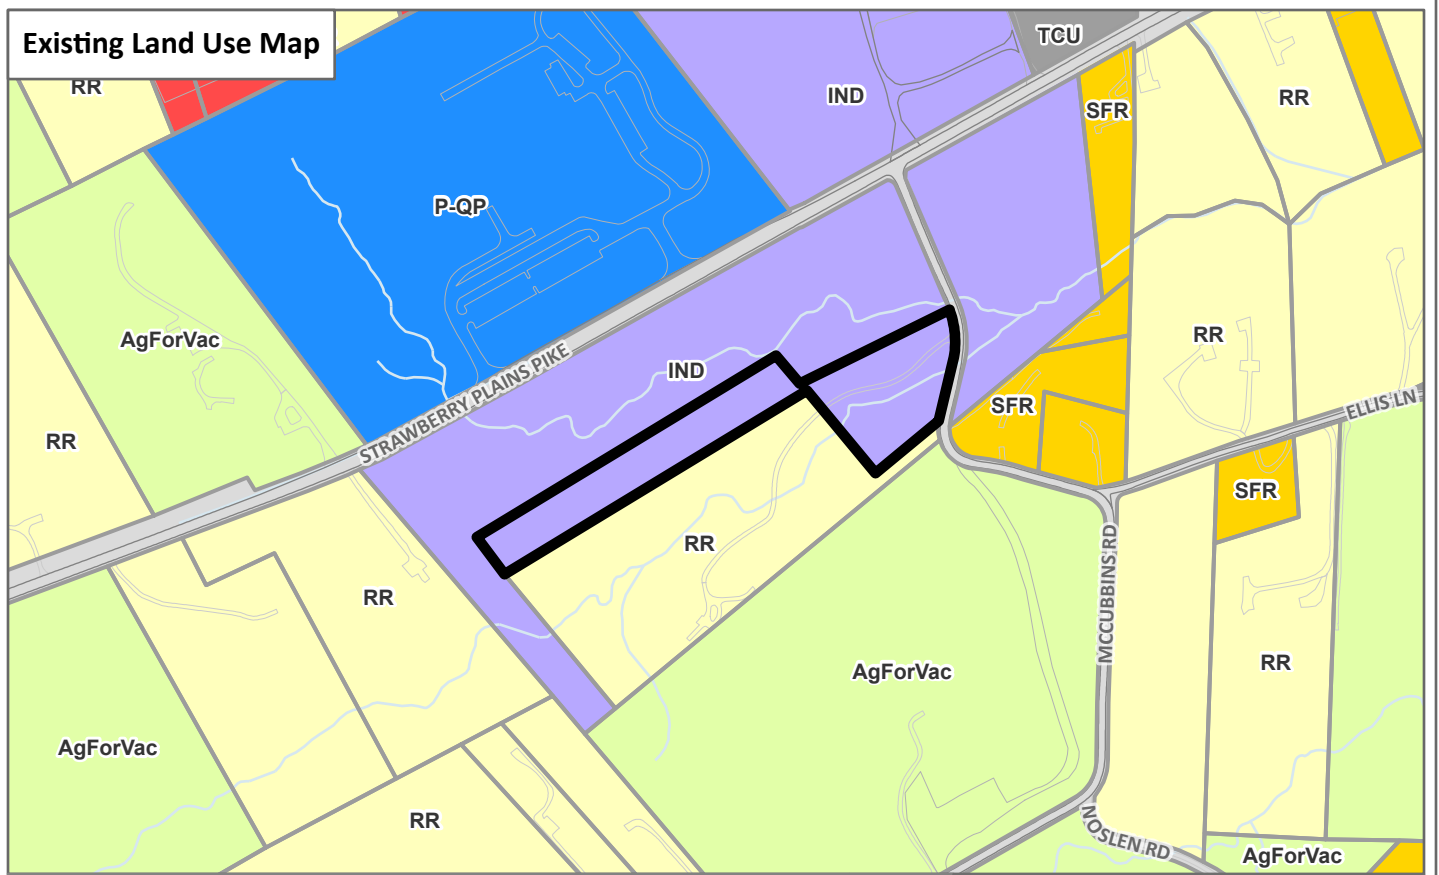 Existing Land Use Map
TCU
RR
IND
RR
SFR
P-QP
AgForVac
RR
IND
STRAWBERRY PLAINS PIKE
ELLIS LN
SFR
RR
SFR
RR
MCCUBBINS RD
RR
RR
AgForVac
AgForVac
RR
NOSLEN RD
AgForVac